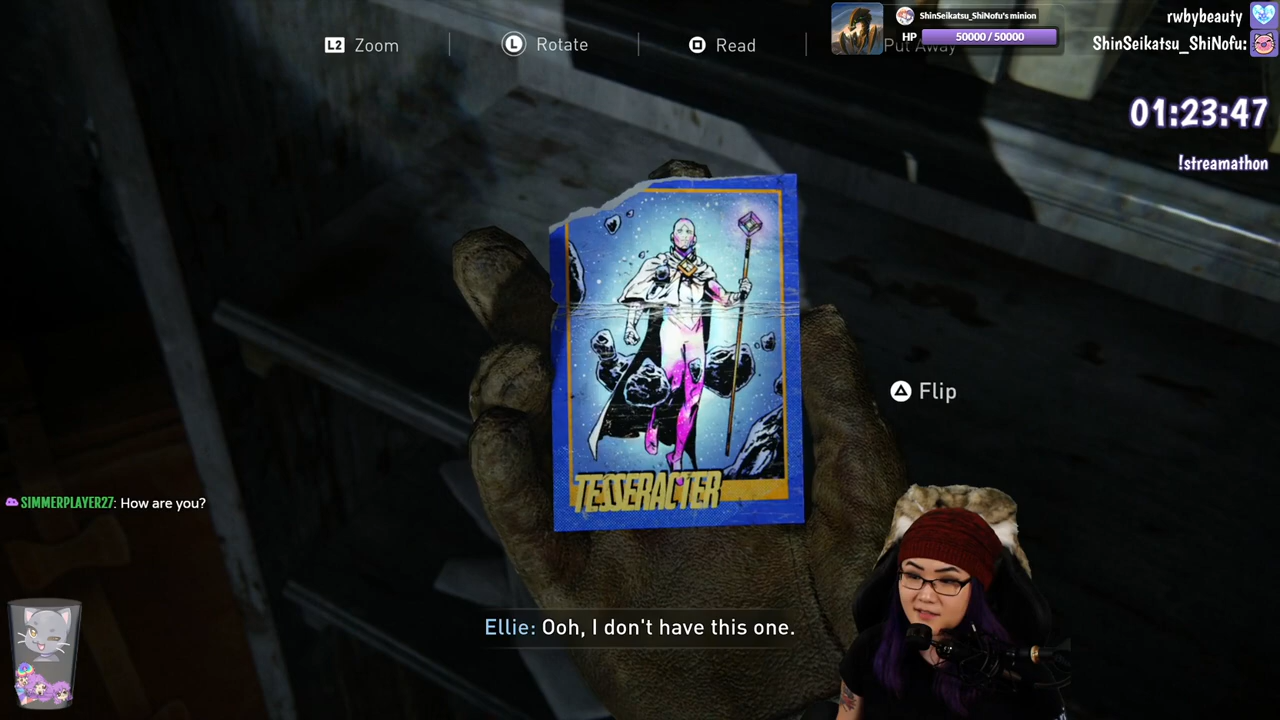 L2 Zoom
L Rotate
Read
Put Away
ShinSeikatsu_ShiNofu's minion
HP 50000 / 50000
rwbybeauty
ShinSeikatsu_ShiNofu:
01:23:47
!streamathon
Flip
TESSERACTER
SIMMERPLAYER27: How are you?
Ellie: Ooh, I don't have this one.